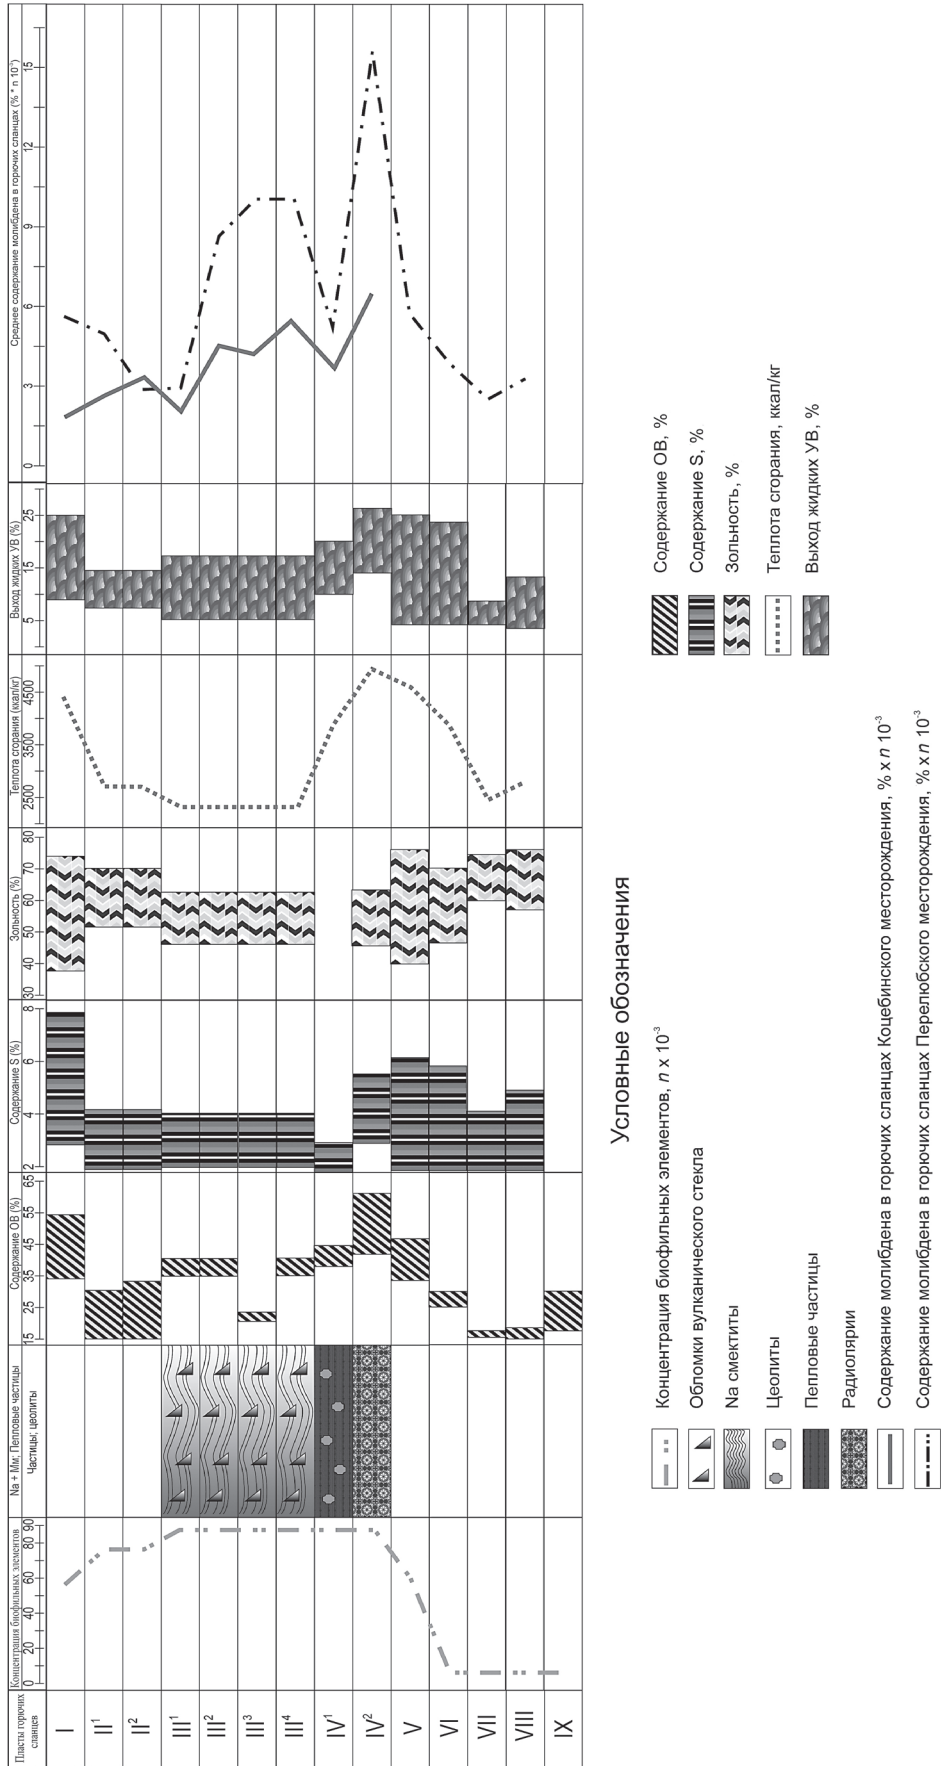 Пласты горючих
сланцев
Концентрация биофильных элементов
0 20 40 60 80 90
Na + Мм; Пепловые частицы
Частицы; цеолиты
Содержание ОВ (%)
15 25 35 45 55 65
Содержание S (%)
2 4 6 8
Зольность (%)
30 40 50 60 70 80
Теплота сгорания (ккал/кг)
2500 3500 4500
Выход жидких УВ (%)
5 15 25
Среднее содержание молибдена в горючих сланцах (% * n 10⁻³)
0 3 6 9 12 15
I
II¹
II²
III¹
III²
III³
III⁴
IV¹
IV²
V
VI
VII
VIII
IX
Условные обозначения
Концентрация биофильных элементов, n x 10⁻³
Обломки вулканического стекла
Na смектиты
Цеолиты
Пепловые частицы
Радиолярии
Содержание молибдена в горючих сланцах Коцебинского месторождения, % x n 10⁻³
Содержание молибдена в горючих сланцах Перелюбского месторождения, % x n 10⁻³
Содержание ОВ, %
Содержание S, %
Зольность, %
Теплота сгорания, ккал/кг
Выход жидких УВ, %